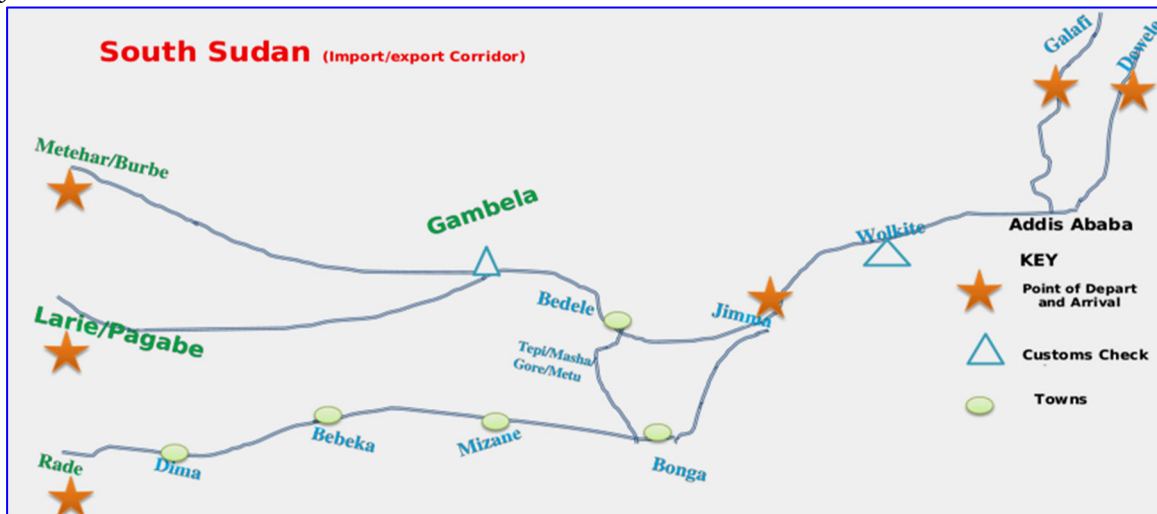 South Sudan (Import/export Corridor)
Galafi
Dewele
Metehar/Burbe
Gambela
Wolkite
Addis Ababa
KEY
Point of Depart
and Arrival
Bedele
Jimma
Larie/Pagabe
Tepi/Masha/
Gore/Metu
Customs Check
Towns
Bebeka
Mizane
Rade
Dima
Bonga